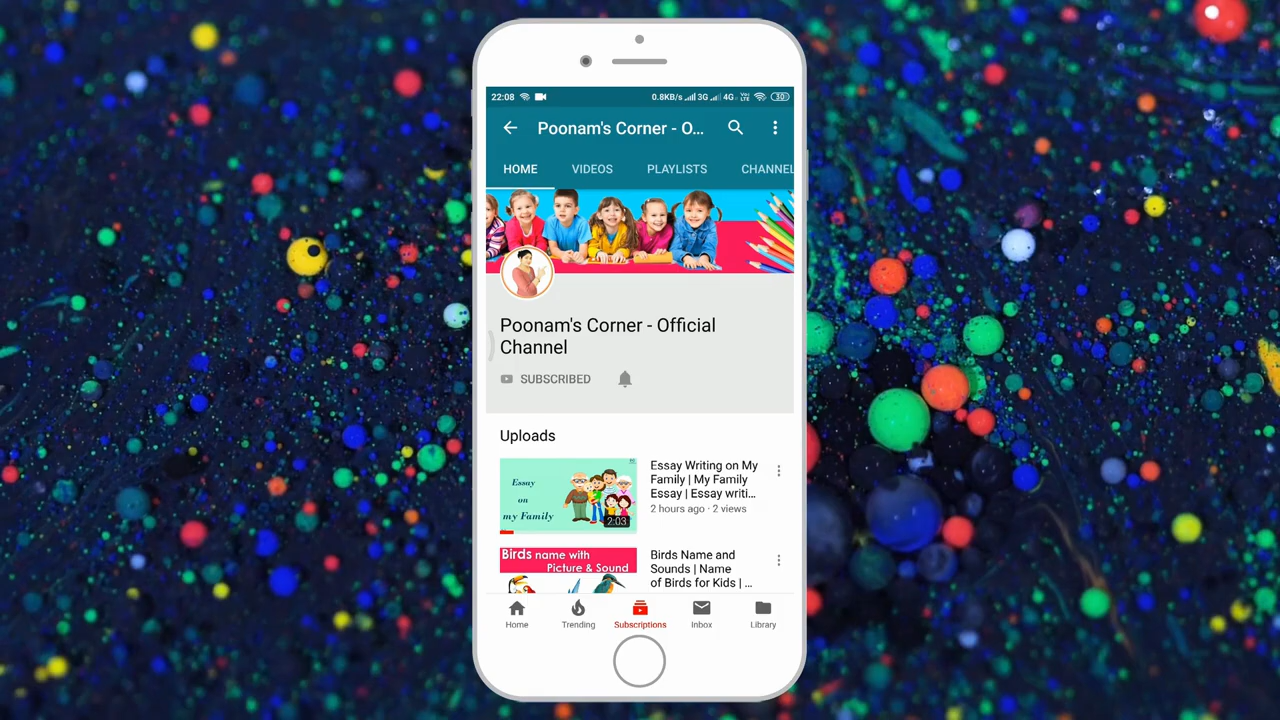 22:08 0.8KB/s 3G 4G Vo LTE 30
Poonam's Corner - O...
HOME VIDEOS PLAYLISTS CHANNEL
Poonam's Corner - Official
Channel
SUBSCRIBED
Uploads
Essay
on
my Family
2:03
Essay Writing on My
Family | My Family
Essay | Essay writi...
2 hours ago · 2 views
Birds name with
Picture & Sound
Birds Name and
Sounds | Name
of Birds for Kids | ...
Home Trending Subscriptions Inbox Library